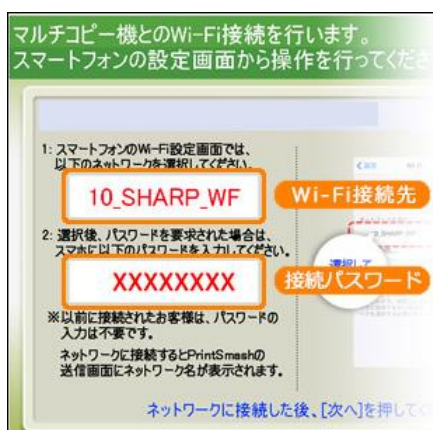 マルチコピー機とのWi-Fi接続を行います。
スマートフォンの設定画面から操作を行ってくださ
1: スマートフォンのWi-Fi設定画面では、
以下のネットワークを選択してください。
10_SHARP_WF
Wi-Fi接続先
2: 選択後、パスワードを要求された場合は、
スマホに以下のパスワードを入力してください。
選択して
XXXXXXXX
接続パスワード
※以前に接続されたお客様は、パスワードの
入力は不要です。
ネットワークに接続するとPrintSmashの
送信画面にネットワーク名が表示されます。
ネットワークに接続した後、[次へ]を押してく